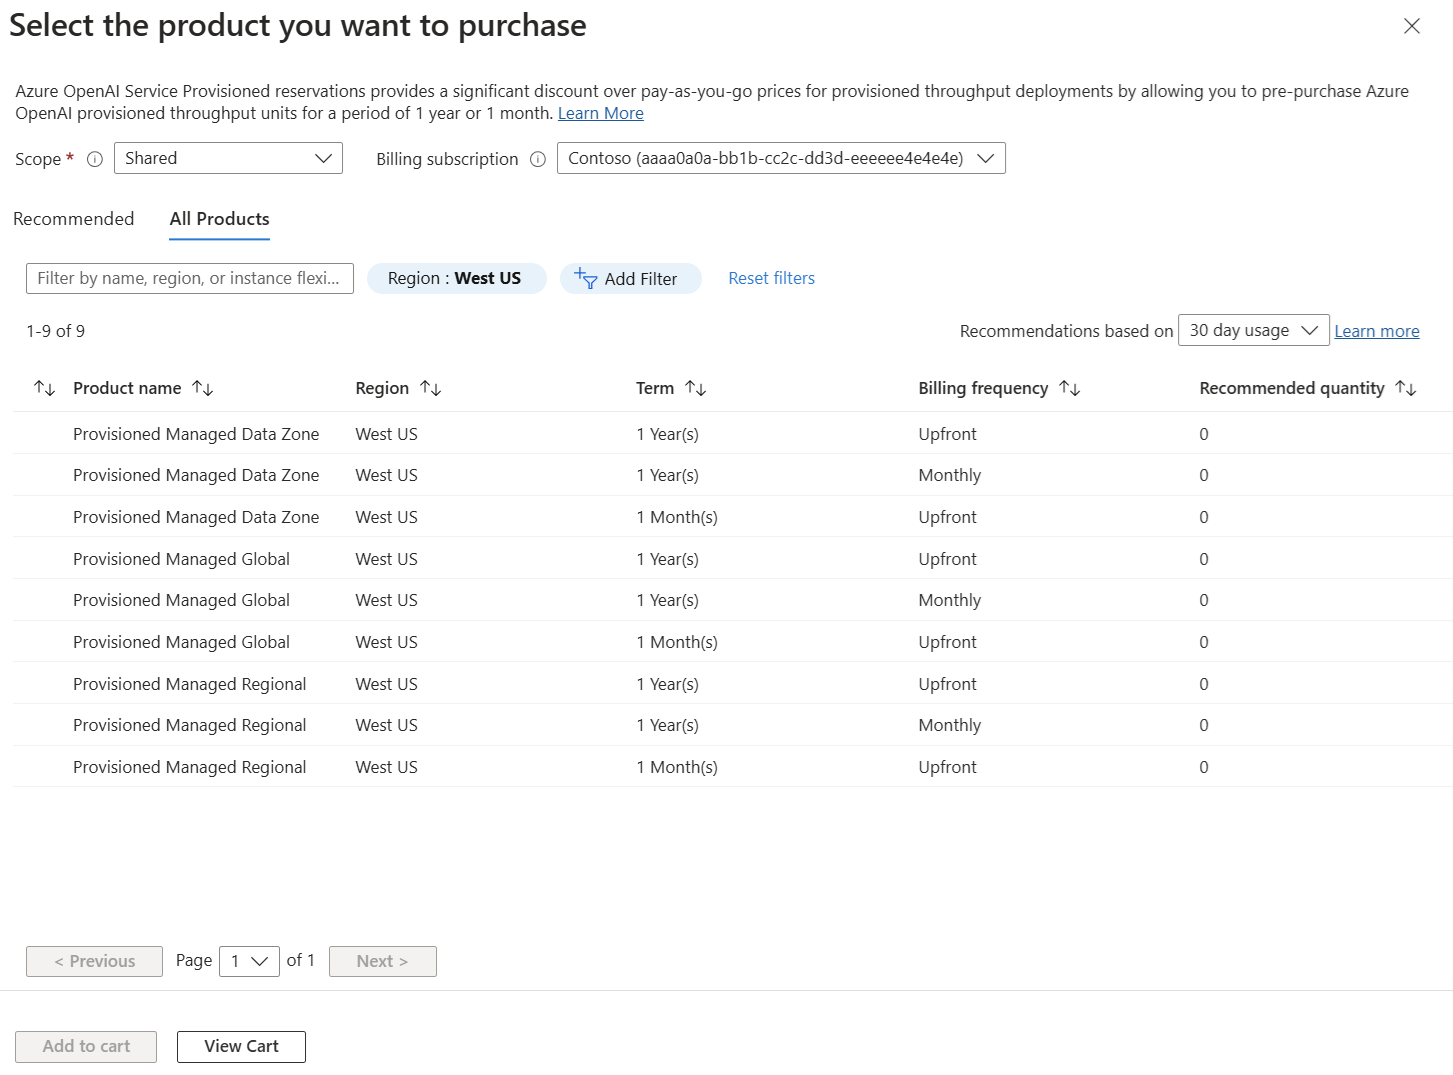 Select the product you want to purchase
Azure OpenAI Service Provisioned reservations provides a significant discount over pay-as-you-go prices for provisioned throughput deployments by allowing you to pre-purchase Azure
OpenAI provisioned throughput units for a period of 1 year or 1 month. Learn More
Scope * Shared Billing subscription Contoso (aaaa0a0a-bb1b-cc2c-dd3d-eeeeee4e4e4e)
Recommended All Products
Filter by name, region, or instance flexi... Region : West US Add Filter Reset filters
1-9 of 9 Recommendations based on 30 day usage Learn more
Product name Region Term Billing frequency Recommended quantity
Provisioned Managed Data Zone West US 1 Year(s) Upfront 0
Provisioned Managed Data Zone West US 1 Year(s) Monthly 0
Provisioned Managed Data Zone West US 1 Month(s) Upfront 0
Provisioned Managed Global West US 1 Year(s) Upfront 0
Provisioned Managed Global West US 1 Year(s) Monthly 0
Provisioned Managed Global West US 1 Month(s) Upfront 0
Provisioned Managed Regional West US 1 Year(s) Upfront 0
Provisioned Managed Regional West US 1 Year(s) Monthly 0
Provisioned Managed Regional West US 1 Month(s) Upfront 0
< Previous Page 1 of 1 Next >
Add to cart View Cart